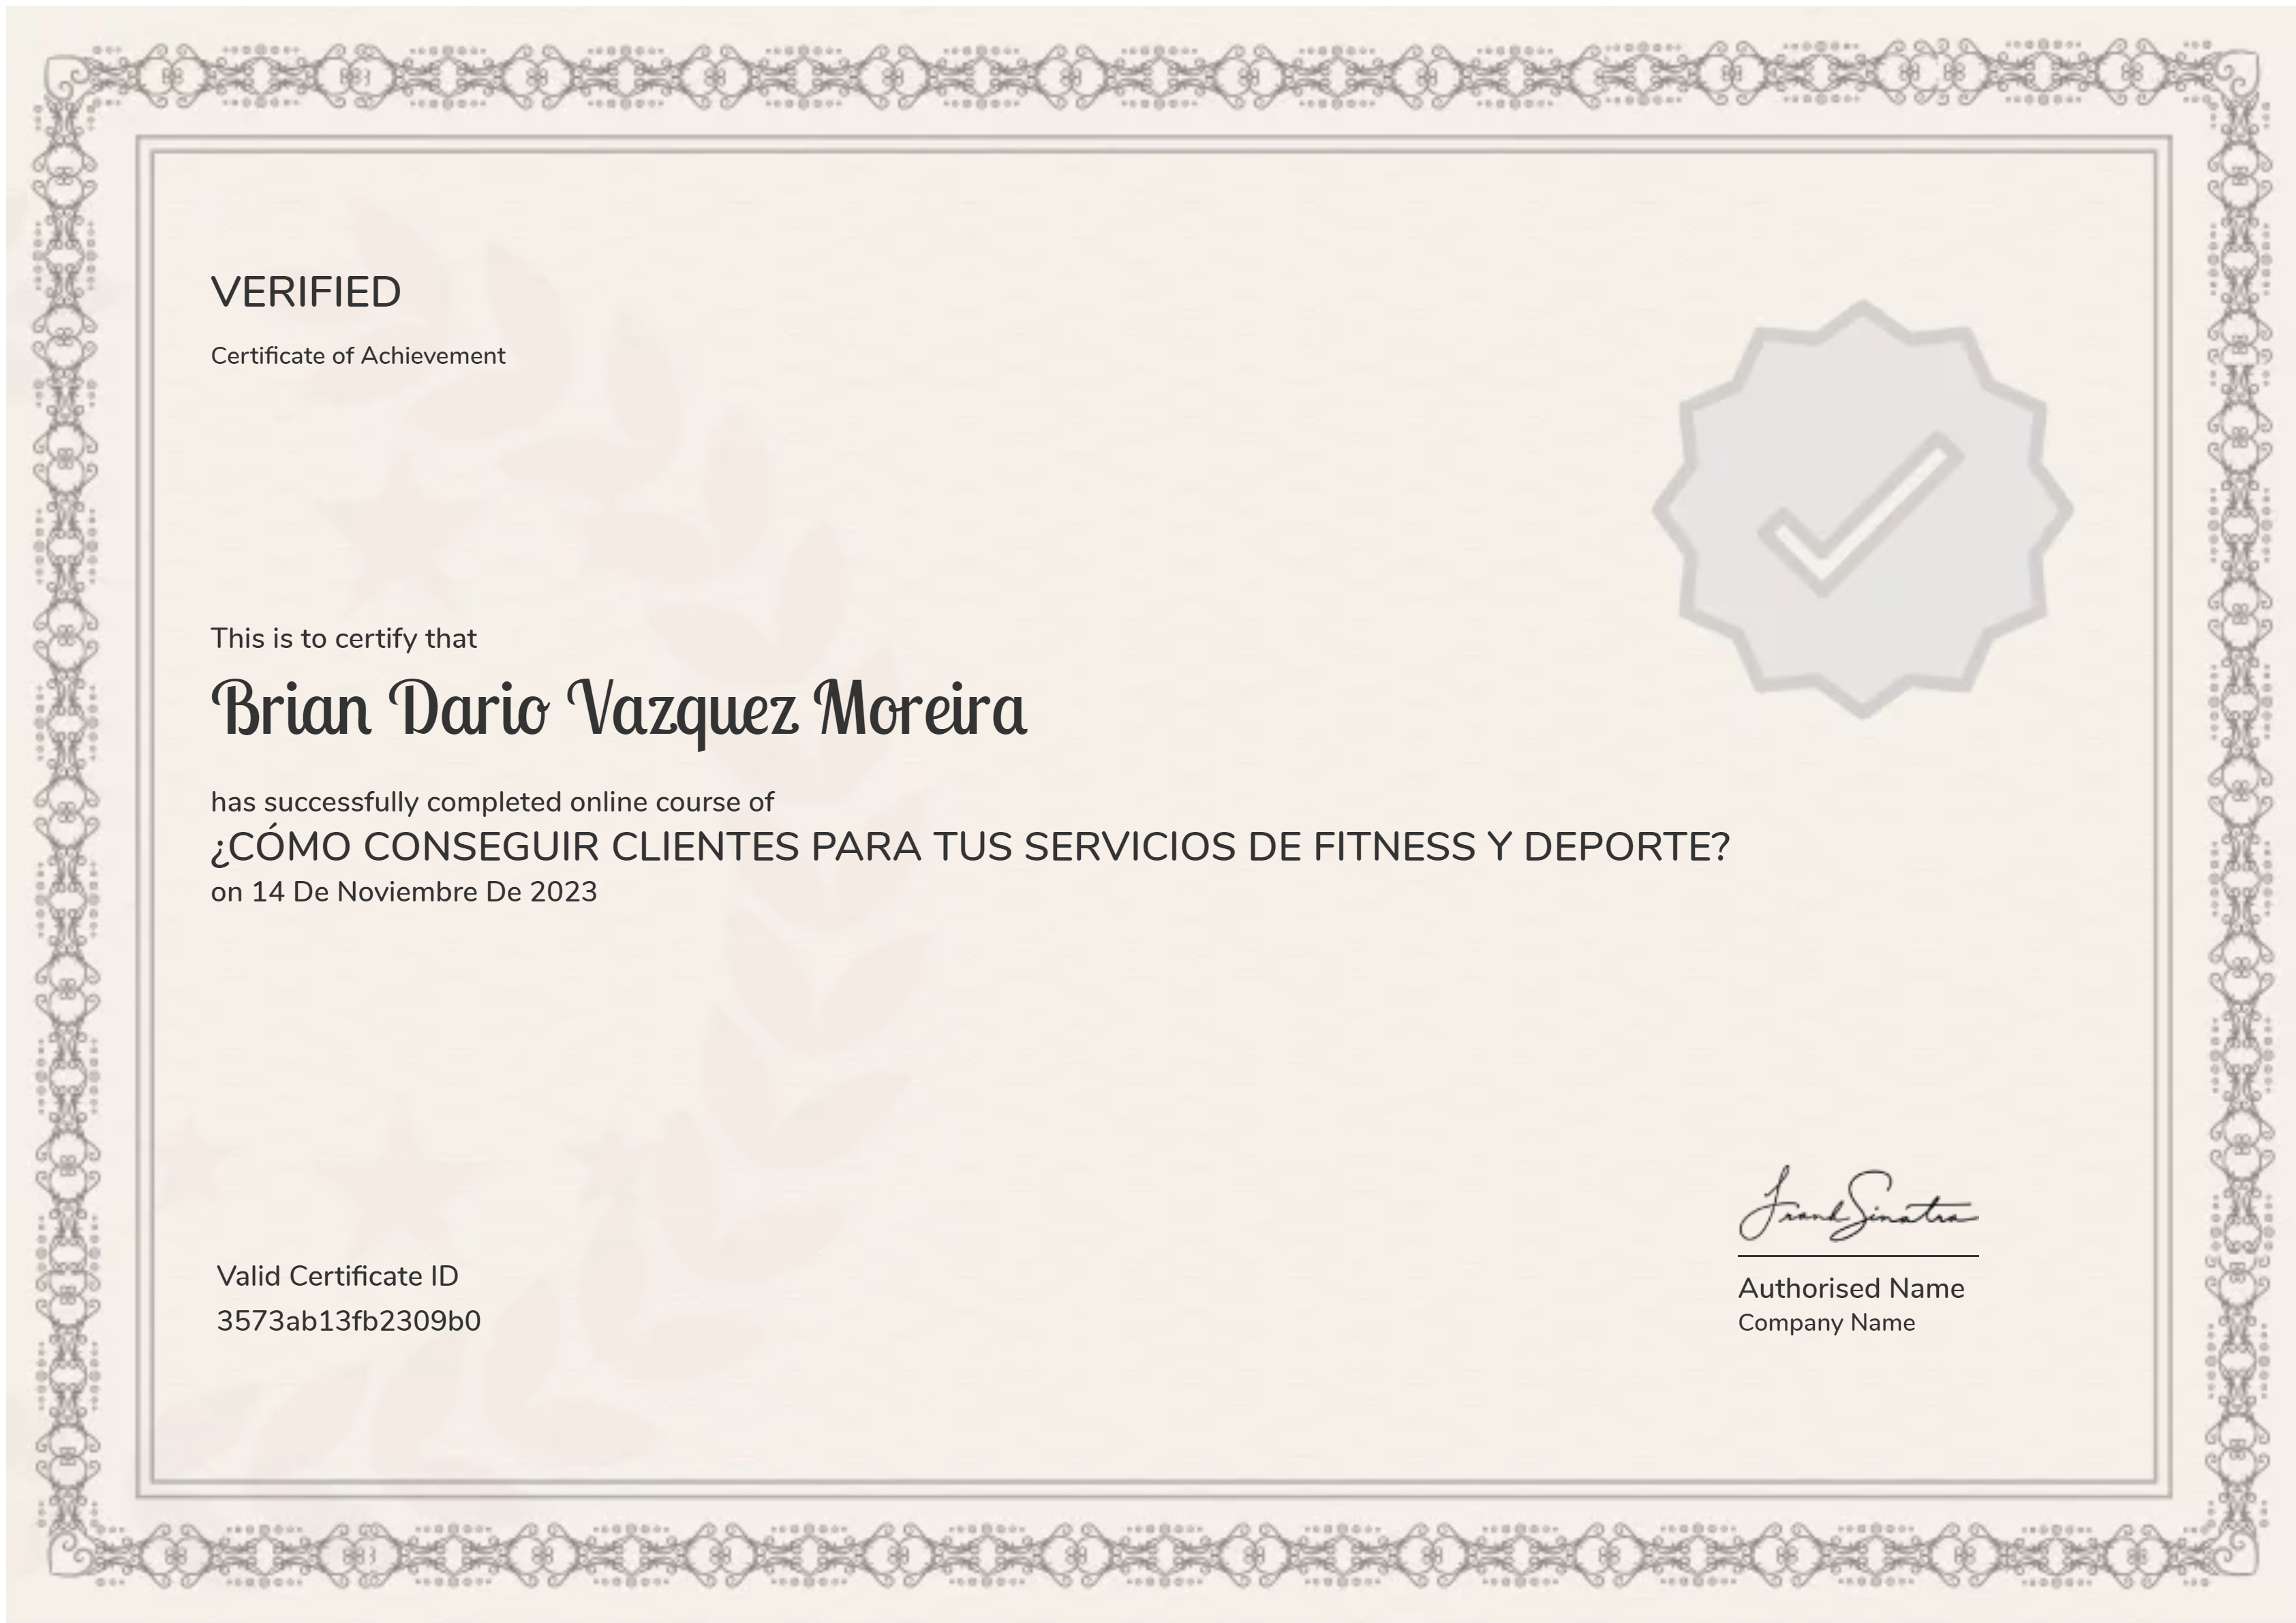 VERIFIED
Certificate of Achievement
This is to certify that
Brian Dario Vazquez Moreira
has successfully completed online course of
¿CÓMO CONSEGUIR CLIENTES PARA TUS SERVICIOS DE FITNESS Y DEPORTE?
on 14 De Noviembre De 2023
Valid Certificate ID
3573ab13fb2309b0
FrankSinatra
Authorised Name
Company Name